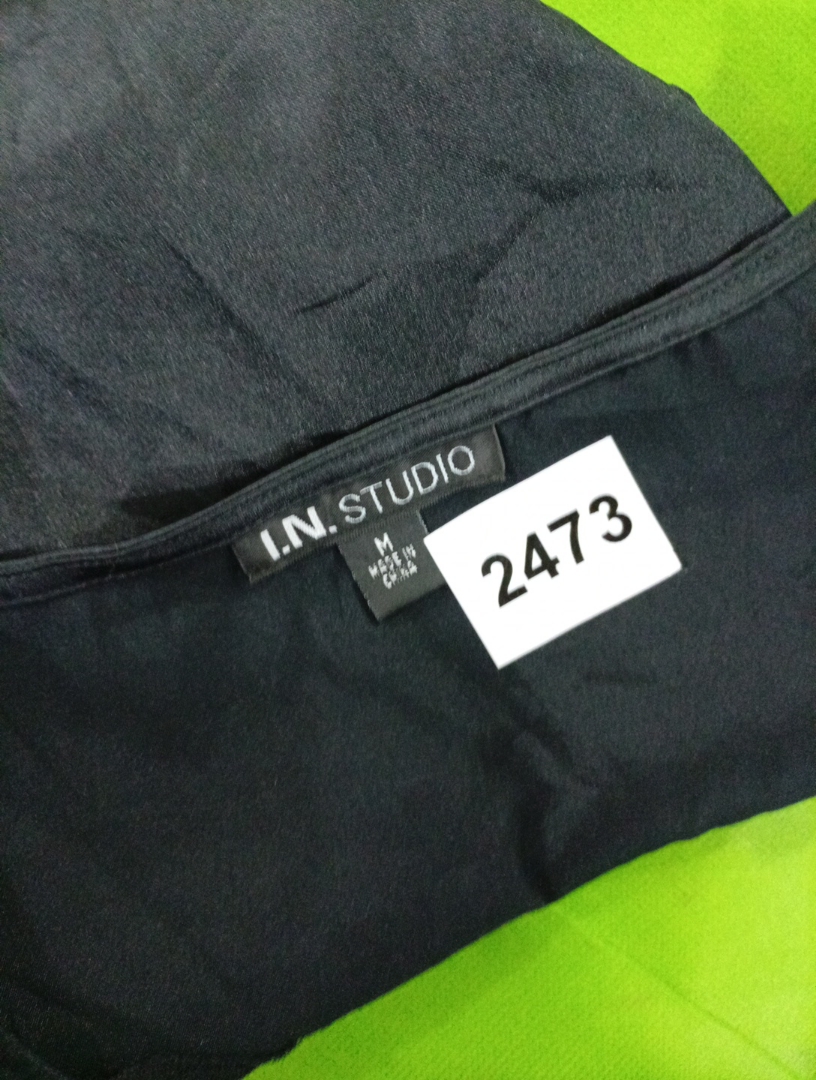 I.N. STUDIO
M
MADE IN
CHINA
2473